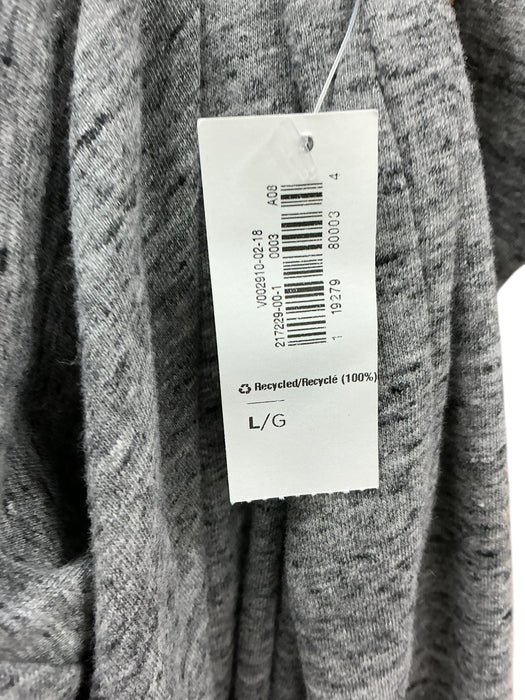 V002910-02-18 A08
217229-00-1 0003
1 19279 80003 4
Recycled/Recyclé (100%)
L/G